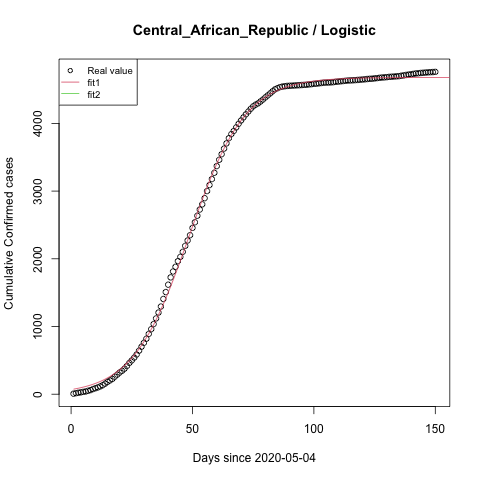 Central_African_Republic / Logistic
Real value
fit1
fit2
Cumulative Confirmed cases
4000
3000
2000
1000
0
0 50 100 150
Days since 2020-05-04